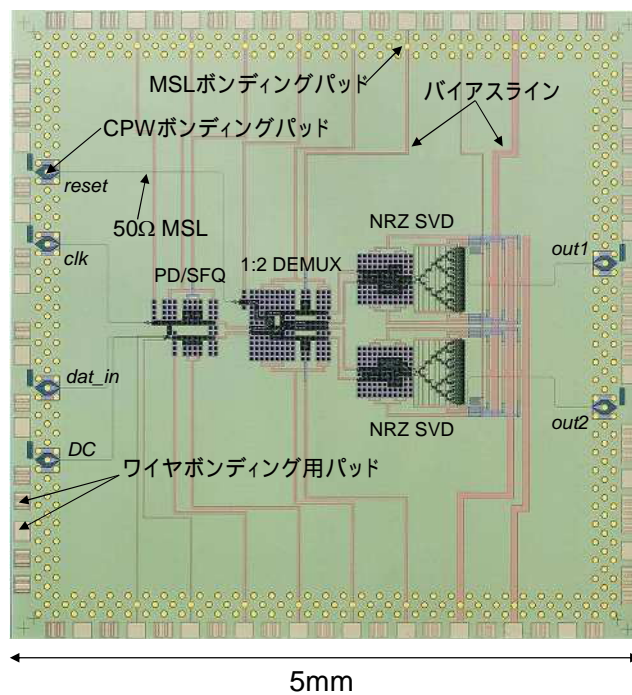 MSLボンディングパッド
バイアスライン
CPWボンディングパッド
reset
50Ω MSL
NRZ SVD
clk
out1
PD/SFQ
1:2 DEMUX
dat_in
out2
DC
NRZ SVD
ワイヤボンディング用パッド
5mm